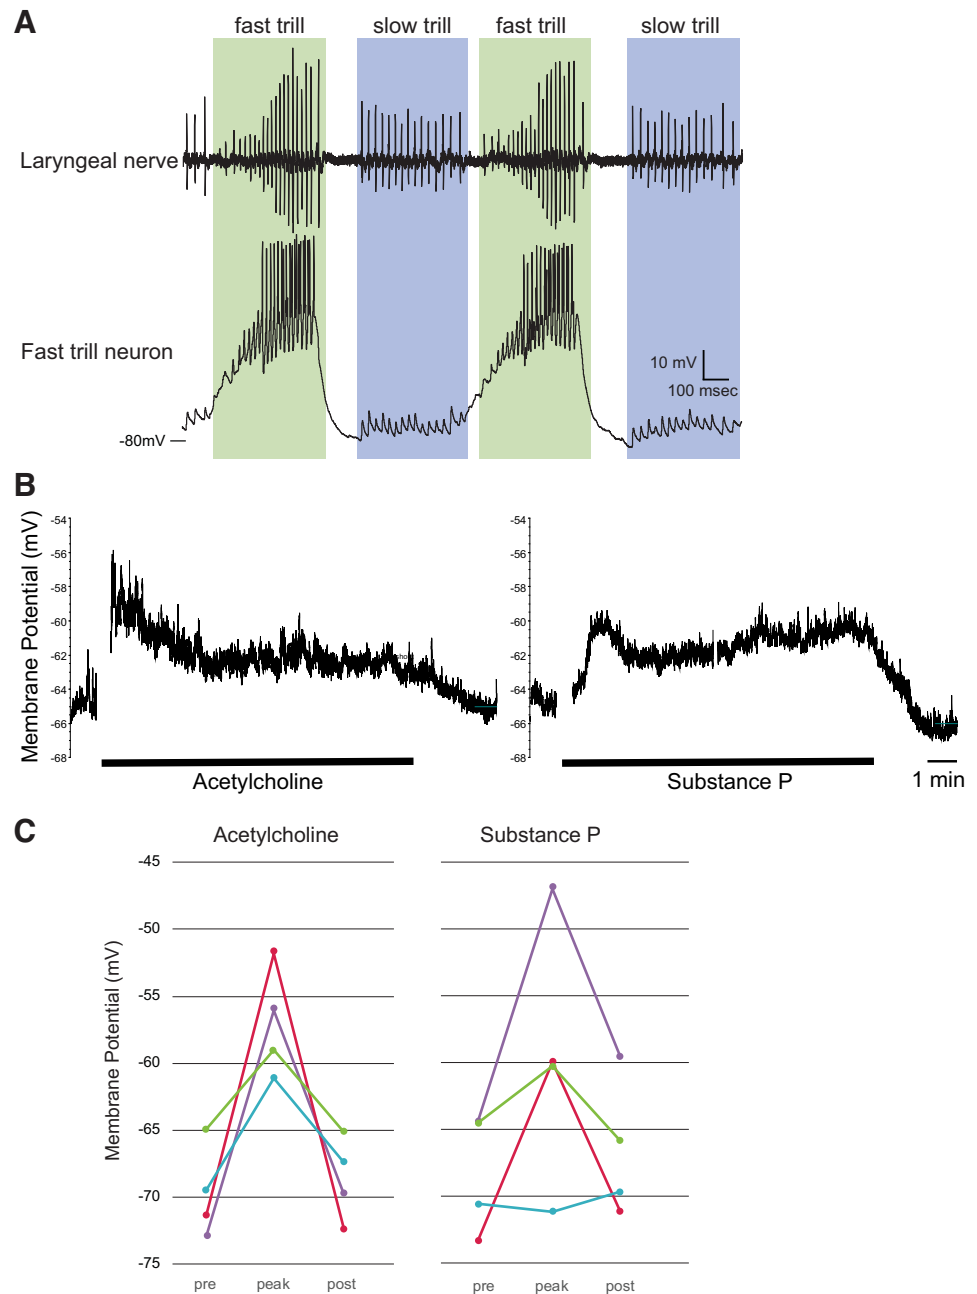 A
fast trill slow trill fast trill slow trill
Laryngeal nerve
Fast trill neuron
10 mV
100 msec
-80mV
B
Membrane Potential (mV)
-54
-56
-58
-60
-62
-64
-66
-68
Acetylcholine
-54
-56
-58
-60
-62
-64
-66
-68
Substance P
1 min
C
Acetylcholine Substance P
Membrane Potential (mV)
-45
-50
-55
-60
-65
-70
-75
pre peak post
pre peak post